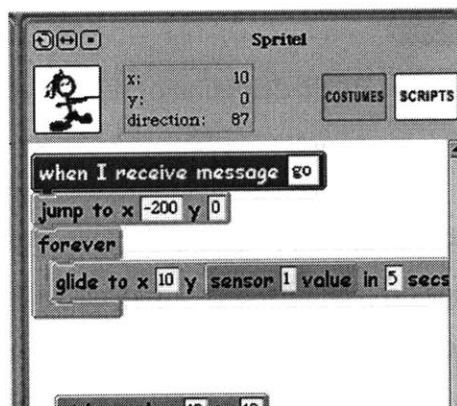 Sprite1
x: 10
y: 0
direction: 87
COSTUMES SCRIPTS
when I receive message go
jump to x -200 y 0
forever
glide to x 10 y sensor 1 value in 5 secs